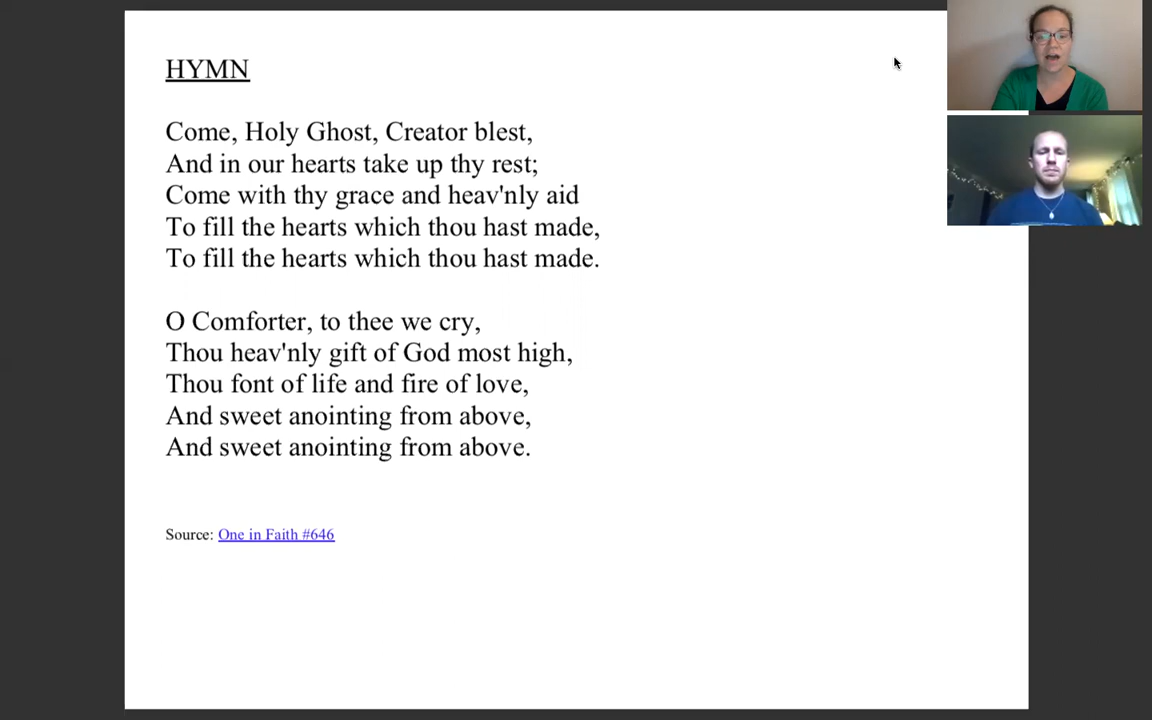 HYMN
Come, Holy Ghost, Creator blest,
And in our hearts take up thy rest;
Come with thy grace and heav'nly aid
To fill the hearts which thou hast made,
To fill the hearts which thou hast made.
O Comforter, to thee we cry,
Thou heav'nly gift of God most high,
Thou font of life and fire of love,
And sweet anointing from above,
And sweet anointing from above.
Source: One in Faith #646